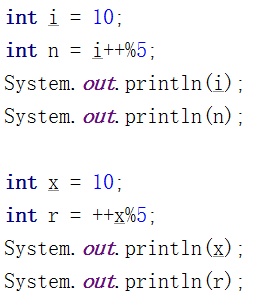 int i = 10;
int n = i++%5;
System.out.println(i);
System.out.println(n);
int x = 10;
int r = ++x%5;
System.out.println(x);
System.out.println(r);